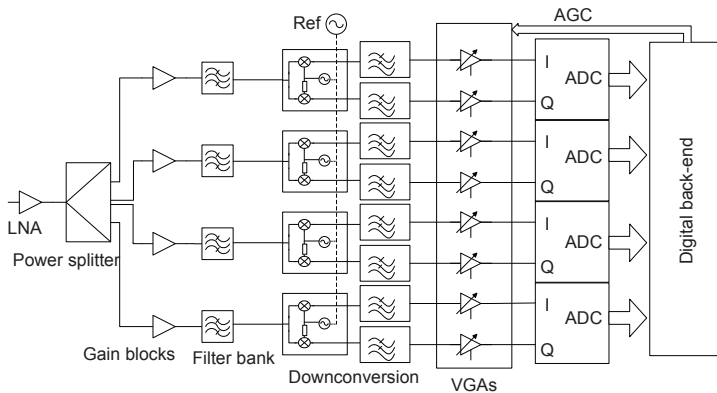 Ref
AGC
I
ADC
Q
I
ADC
Q
I
ADC
Q
I
ADC
Q
Digital back-end
LNA
Power splitter
Gain blocks
Filter bank
Downconversion
VGAs